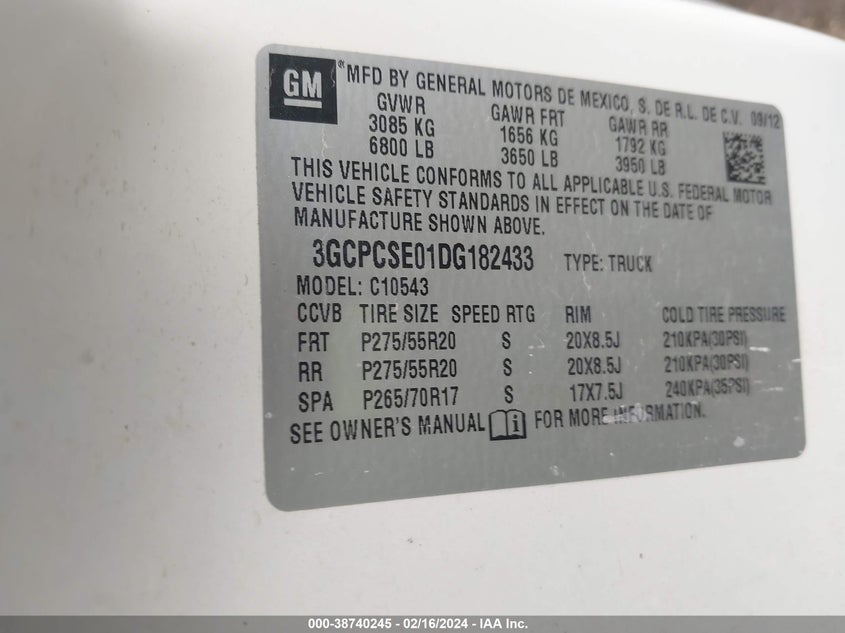 GM
®MFD BY GENERAL MOTORS DE MEXICO, S. DE R.L. DE C.V. 09/12
GVWR GAWR FRT GAWR RR
3085 KG 1656 KG 1792 KG
6800 LB 3650 LB 3950 LB
THIS VEHICLE CONFORMS TO ALL APPLICABLE U.S. FEDERAL MOTOR
VEHICLE SAFETY STANDARDS IN EFFECT ON THE DATE OF
MANUFACTURE SHOWN ABOVE.
3GCPCSE01DG182433 TYPE: TRUCK
MODEL: C10543
CCVB TIRE SIZE SPEED RTG RIM COLD TIRE PRESSURE
FRT P275/55R20 S 20X8.5J 210KPA(30PSI)
RR P275/55R20 S 20X8.5J 210KPA(30PSI)
SPA P265/70R17 S 17X7.5J 240KPA(35PSI)
SEE OWNER'S MANUAL i FOR MORE INFORMATION.
000-38740245 - 02/16/2024 - IAA Inc.